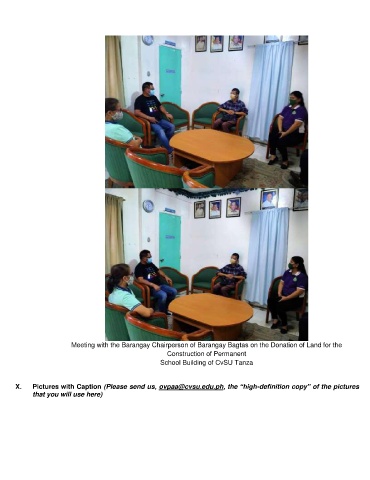 Meeting with the Barangay Chairperson of Barangay Bagtas on the Donation of Land for the
Construction of Permanent
School Building of CvSU Tanza
X. Pictures with Caption (Please send us, ovpaa@cvsu.edu.ph, the "high-definition copy" of the pictures
that you will use here)